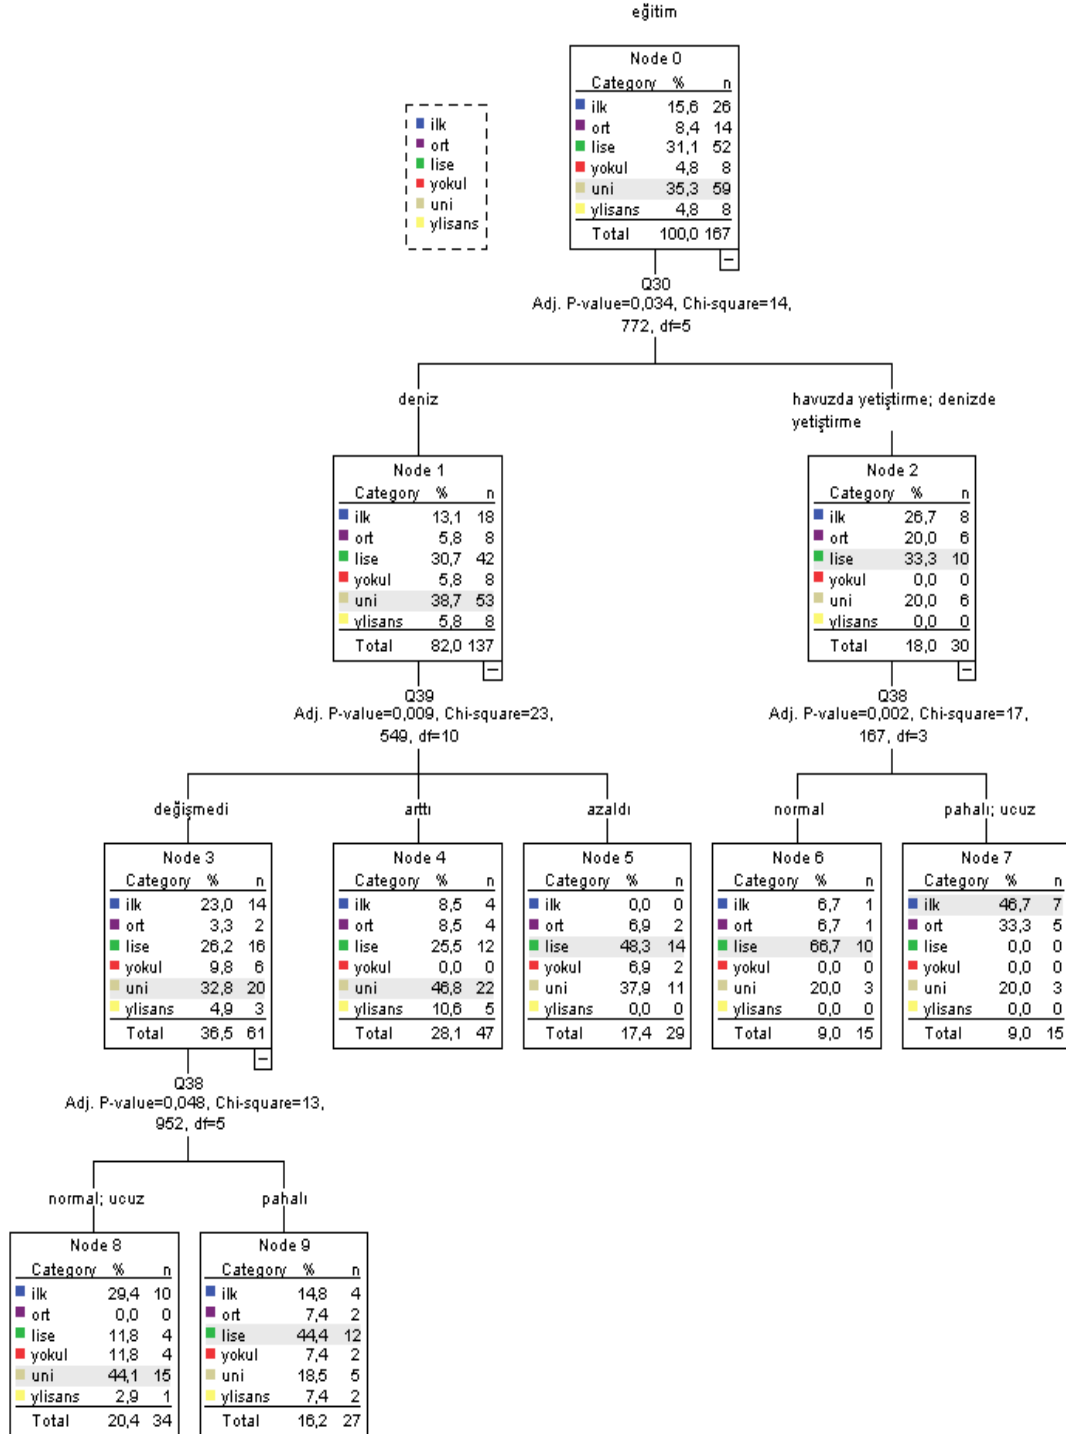 eğitim
Node 0
Category % n
ilk 15,6 26
ort 8,4 14
lise 31,1 52
yokul 4,8 8
uni 35,3 59
ylisans 4,8 8
Total 100,0 167
ilk
ort
lise
yokul
uni
ylisans
Q30
Adj. P-value=0,034, Chi-square=14,
772, df=5
deniz
havuzda yetiştirme; denizde
yetiştirme
Node 1
Category % n
ilk 13,1 18
ort 5,8 8
lise 30,7 42
yokul 5,8 8
uni 38,7 53
ylisans 5,8 8
Total 82,0 137
Node 2
Category % n
ilk 26,7 8
ort 20,0 6
lise 33,3 10
yokul 0,0 0
uni 20,0 6
ylisans 0,0 0
Total 18,0 30
Q39
Adj. P-value=0,009, Chi-square=23,
549, df=10
Q38
Adj. P-value=0,002, Chi-square=17,
167, df=3
değişmedi
arttı
azaldı
normal
pahalı; ucuz
Node 3
Category % n
ilk 23,0 14
ort 3,3 2
lise 26,2 16
yokul 9,8 6
uni 32,8 20
ylisans 4,9 3
Total 36,5 61
Node 4
Category % n
ilk 8,5 4
ort 8,5 4
lise 25,5 12
yokul 0,0 0
uni 46,8 22
ylisans 10,6 5
Total 28,1 47
Node 5
Category % n
ilk 0,0 0
ort 6,9 2
lise 48,3 14
yokul 6,9 2
uni 37,9 11
ylisans 0,0 0
Total 17,4 29
Node 6
Category % n
ilk 6,7 1
ort 6,7 1
lise 66,7 10
yokul 0,0 0
uni 20,0 3
ylisans 0,0 0
Total 9,0 15
Node 7
Category % n
ilk 46,7 7
ort 33,3 5
lise 0,0 0
yokul 0,0 0
uni 20,0 3
ylisans 0,0 0
Total 9,0 15
Q38
Adj. P-value=0,048, Chi-square=13,
952, df=5
normal; ucuz
pahalı
Node 8
Category % n
ilk 29,4 10
ort 0,0 0
lise 11,8 4
yokul 11,8 4
uni 44,1 15
ylisans 2,9 1
Total 20,4 34
Node 9
Category % n
ilk 14,8 4
ort 7,4 2
lise 44,4 12
yokul 7,4 2
uni 18,5 5
ylisans 7,4 2
Total 16,2 27